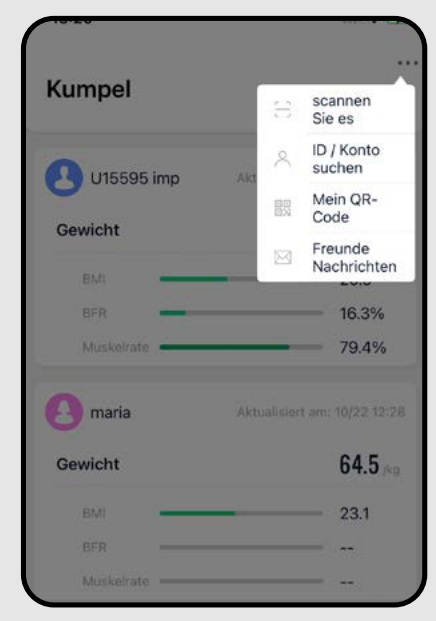 Kumpel
scannen
Sie es
ID / Konto
suchen
Mein QR-
Code
Freunde
Nachrichten
U15595 imp
Gewicht
BMI
BFR 16.3%
Muskelrate 79.4%
maria Aktualisiert am: 10/22 12:28
Gewicht 64.5 /kg
BMI 23.1
BFR --
Muskelrate --